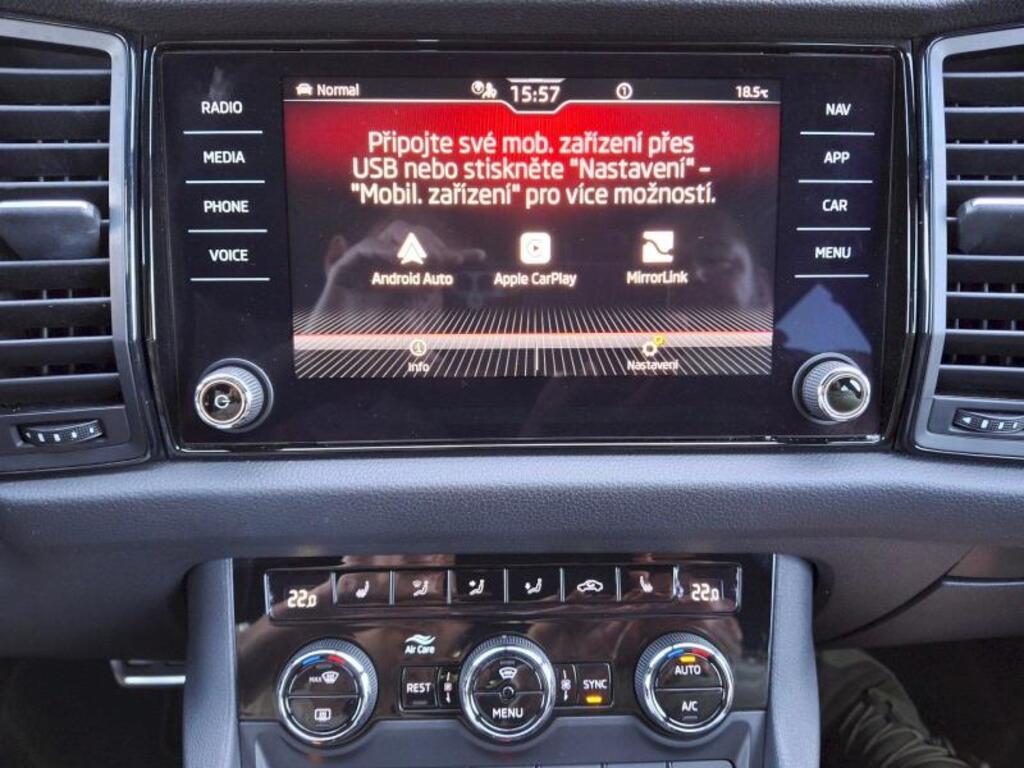 Normal
15:57
18.5°c
RADIO
MEDIA
PHONE
VOICE
Připojte své mob. zařízení přes
USB nebo stiskněte "Nastavení" -
"Mobil. zařízení" pro více možností.
Android Auto
Apple CarPlay
MirrorLink
Info
Nastavení
NAV
APP
CAR
MENU
22.0
22.0
Air Care
MAX
REST
MENU
SYNC
AUTO
A/C